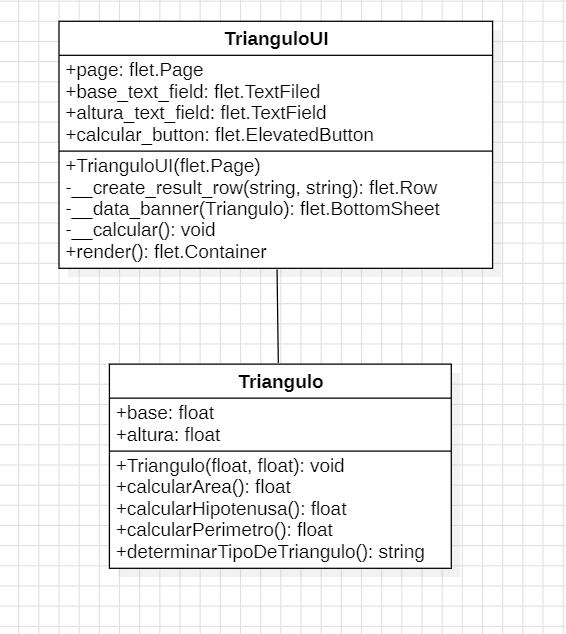 TrianguloUI
+page: flet.Page
+base_text_field: flet.TextFiled
+altura_text_field: flet.TextField
+calcular_button: flet.ElevatedButton
+TrianguloUI(flet.Page)
-__create_result_row(string, string): flet.Row
-__data_banner(Triangulo): flet.BottomSheet
-__calcular(): void
+render(): flet.Container
Triangulo
+base: float
+altura: float
+Triangulo(float, float): void
+calcularArea(): float
+calcularHipotenusa(): float
+calcularPerimetro(): float
+determinarTipoDeTriangulo(): string